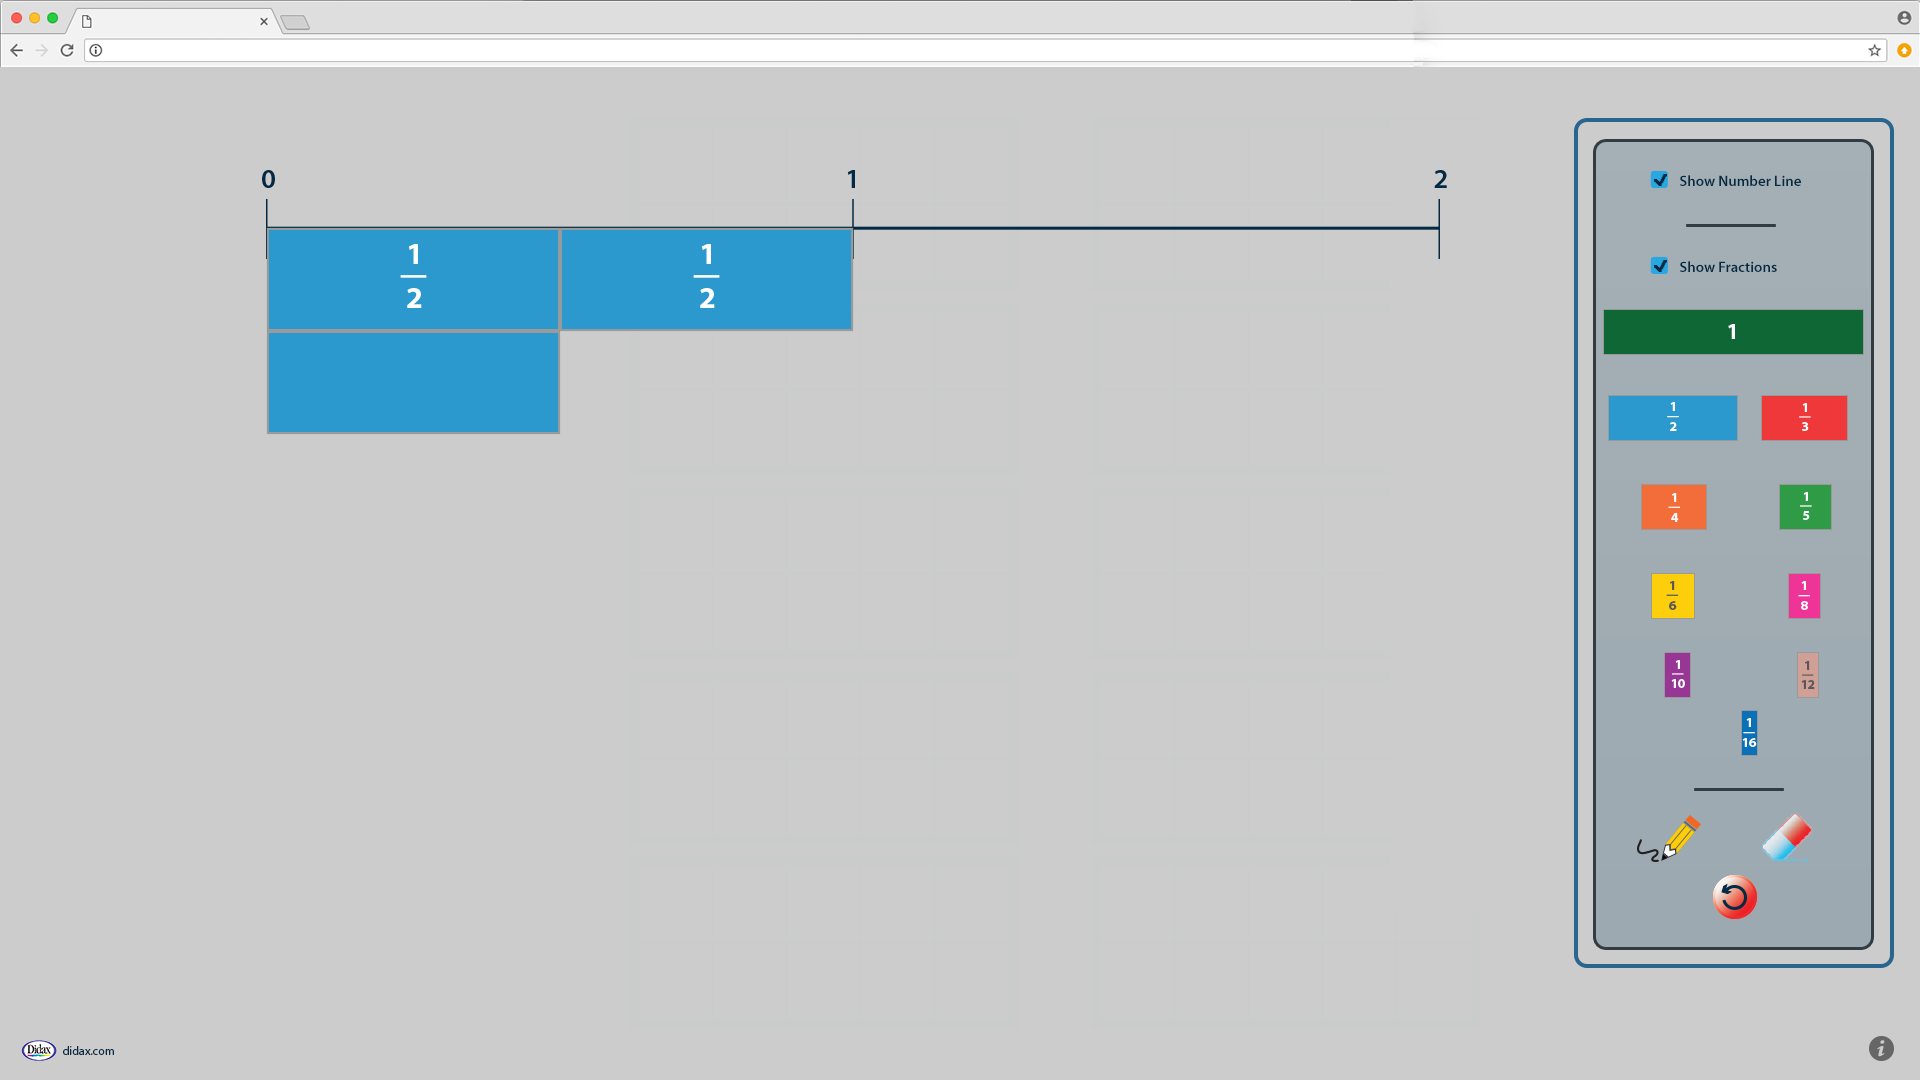 0 1 2
1/2 1/2
Show Number Line
Show Fractions
1
1/2 1/3
1/4 1/5
1/6 1/8
1/10 1/12
1/16
Didax didax.com
i